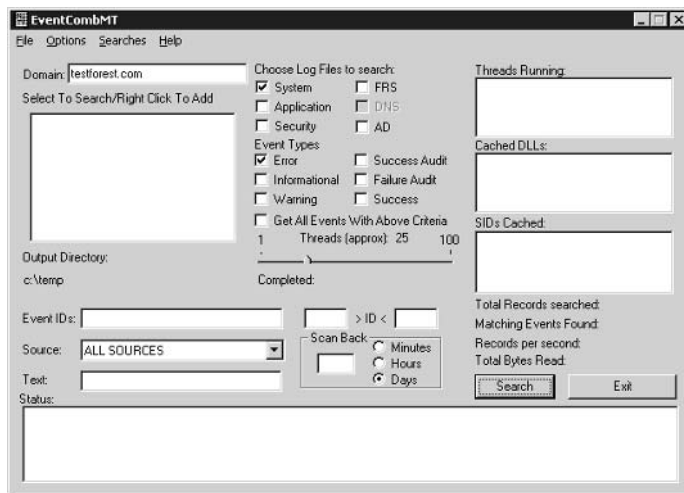 EventCombMT
File Options Searches Help
Domain: testforest.com
Select To Search/Right Click To Add
Output Directory:
c:\temp
Choose Log Files to search:
System FRS
Application DNS
Security AD
Event Types
Error Success Audit
Informational Failure Audit
Warning Success
Get All Events With Above Criteria
1 Threads (approx): 25 100
Completed:
Threads Running:
Cached DLLs:
SIDs Cached:
Total Records searched:
Matching Events Found:
Records per second:
Total Bytes Read:
Event IDs: > ID <
Source: ALL SOURCES
Text:
Scan Back
Minutes
Hours
Days
Search Exit
Status: